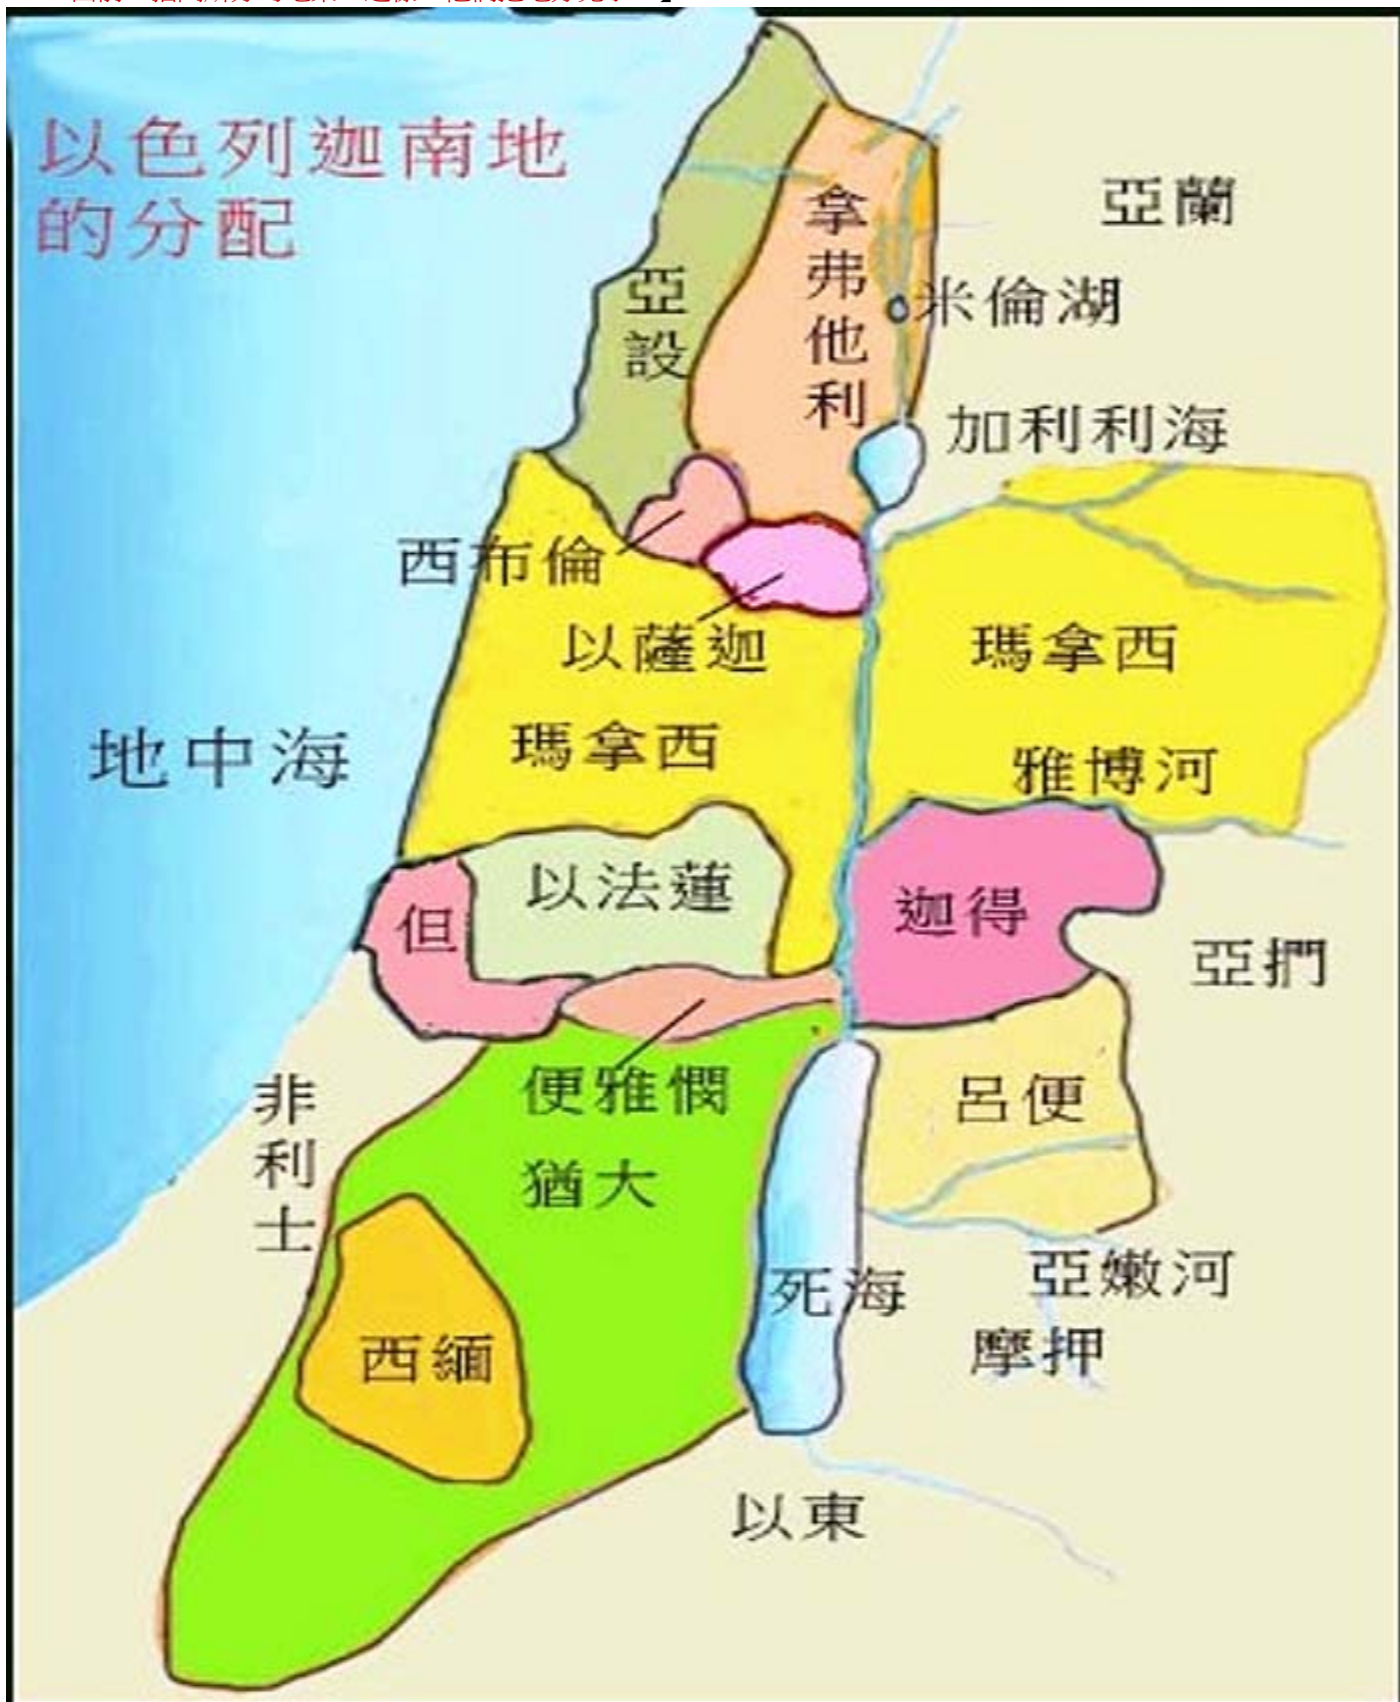 以色列迦南地
的分配
亞蘭
拿弗他利
亞設
米倫湖
加利利海
西布倫
以薩迦
瑪拿西
瑪拿西
地中海
雅博河
以法蓮
但
迦得
亞捫
便雅憫
呂便
非利士
猶大
死海
亞嫩河
摩押
西緬
以東